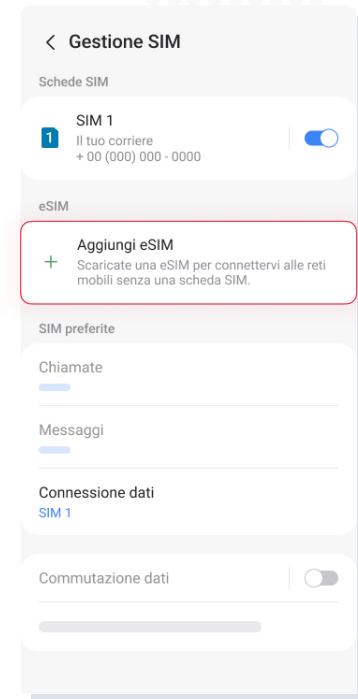 Gestione SIM
Schede SIM
SIM 1
1
Il tuo corriere
+ 00 (000) 000 - 0000
eSIM
Aggiungi eSIM
Scaricate una eSIM per connettervi alle reti
mobili senza una scheda SIM.
SIM preferite
Chiamate
Messaggi
Connessione dati
SIM 1
Commutazione dati